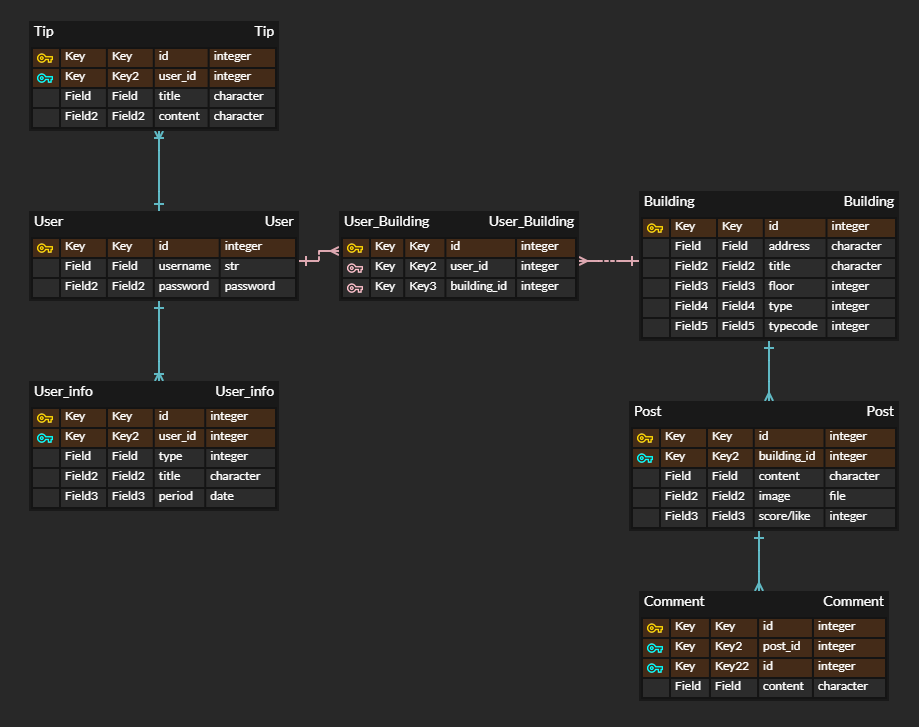 Tip Tip
Key Key id integer
Key Key2 user_id integer
Field Field title character
Field2 Field2 content character
User User
Key Key id integer
Field Field username str
Field2 Field2 password password
User_Building User_Building
Key Key id integer
Key Key2 user_id integer
Key Key3 building_id integer
Building Building
Key Key id integer
Field Field address character
Field2 Field2 title character
Field3 Field3 floor integer
Field4 Field4 type integer
Field5 Field5 typecode integer
User_info User_info
Key Key id integer
Key Key2 user_id integer
Field Field type integer
Field2 Field2 title character
Field3 Field3 period date
Post Post
Key Key id integer
Key Key2 building_id integer
Field Field content character
Field2 Field2 image file
Field3 Field3 score/like integer
Comment Comment
Key Key id integer
Key Key2 post_id integer
Key Key22 id integer
Field Field content character